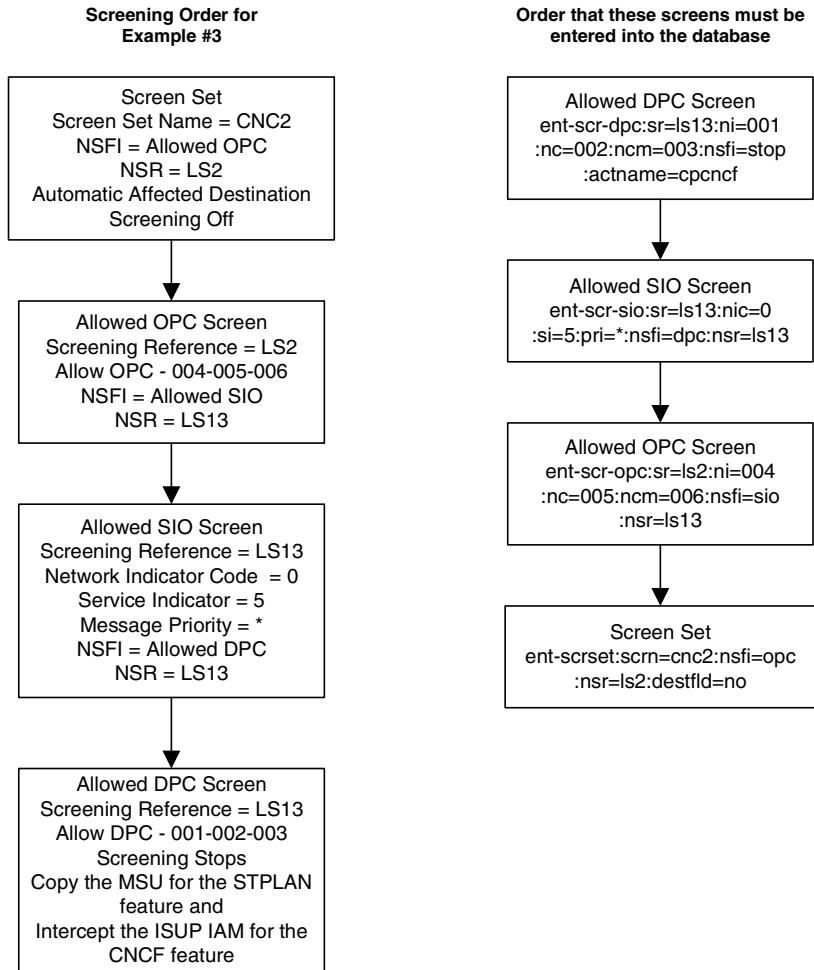 Screening Order for
Example #3
Screen Set
Screen Set Name = CNC2
NSFI = Allowed OPC
NSR = LS2
Automatic Affected Destination
Screening Off
Allowed OPC Screen
Screening Reference = LS2
Allow OPC - 004-005-006
NSFI = Allowed SIO
NSR = LS13
Allowed SIO Screen
Screening Reference = LS13
Network Indicator Code = 0
Service Indicator = 5
Message Priority = *
NSFI = Allowed DPC
NSR = LS13
Allowed DPC Screen
Screening Reference = LS13
Allow DPC - 001-002-003
Screening Stops
Copy the MSU for the STPLAN
feature and
Intercept the ISUP IAM for the
CNCF feature
Order that these screens must be
entered into the database
Allowed DPC Screen
ent-scr-dpc:sr=ls13:ni=001
:nc=002:ncm=003:nsfi=stop
:actname=cpcncf
Allowed SIO Screen
ent-scr-sio:sr=ls13:nic=0
:si=5:pri=*:nsfi=dpc:nsr=ls13
Allowed OPC Screen
ent-scr-opc:sr=ls2:ni=004
:nc=005:ncm=006:nsfi=sio
:nsr=ls13
Screen Set
ent-scrset:scrn=cnc2:nsfi=opc
:nsr=ls2:destfld=no